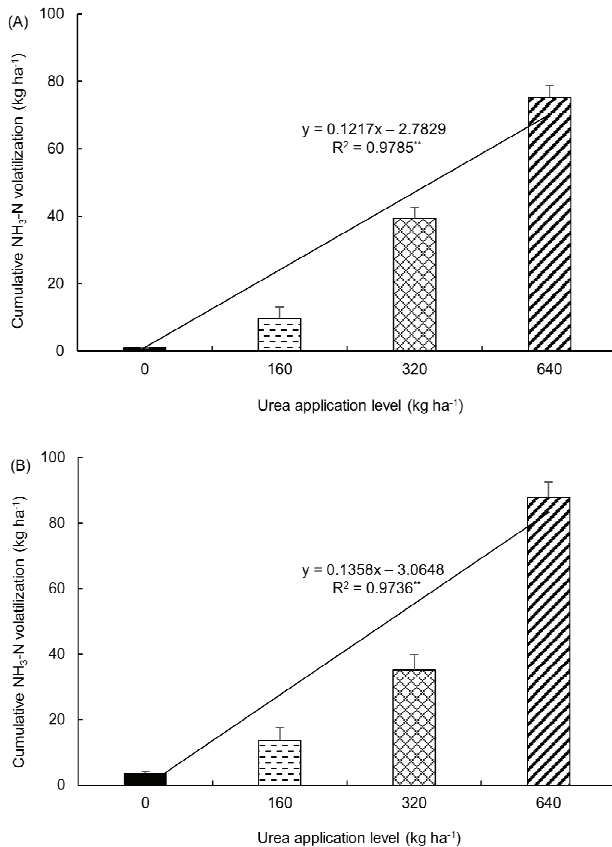 (A)
Cumulative NH₃-N volatilization (kg ha⁻¹)
100
80
60
40
20
0
y = 0.1217x – 2.7829
R² = 0.9785**
0 160 320 640
Urea application level (kg ha⁻¹)
(B)
Cumulative NH₃-N volatilization (kg ha⁻¹)
100
80
60
40
20
0
y = 0.1358x – 3.0648
R² = 0.9736**
0 160 320 640
Urea application level (kg ha⁻¹)